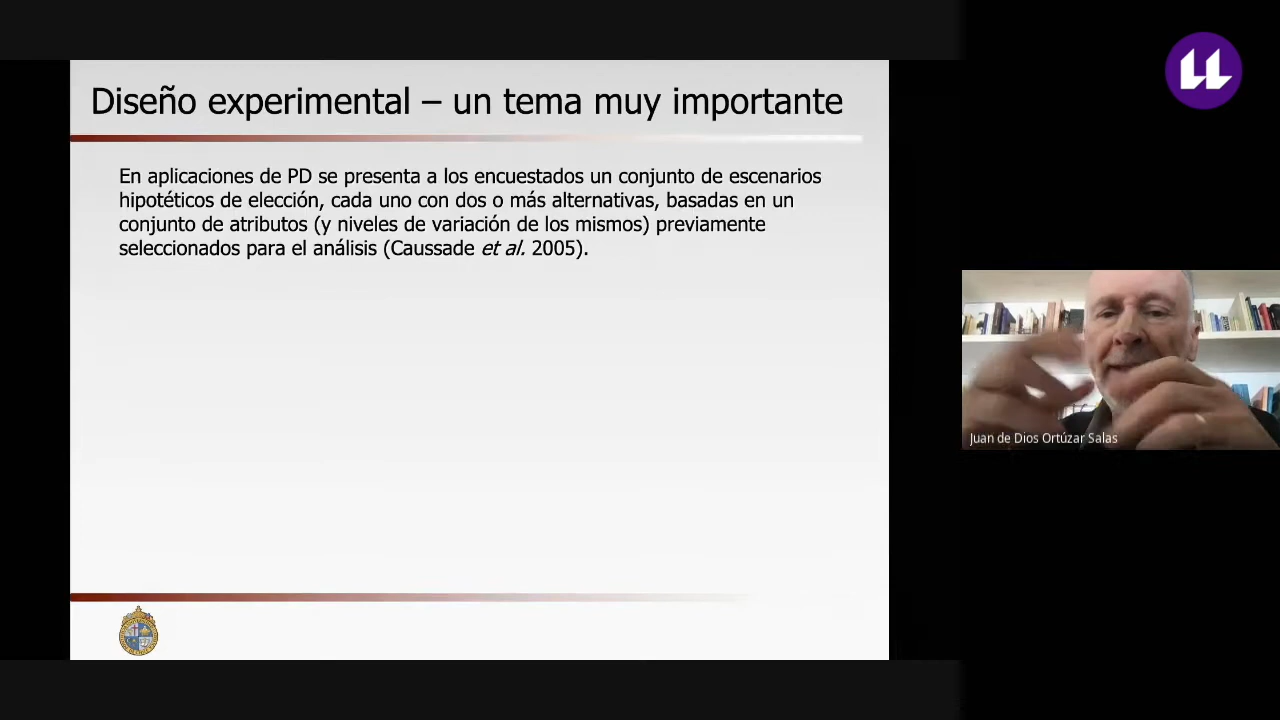 Diseño experimental – un tema muy importante
En aplicaciones de PD se presenta a los encuestados un conjunto de escenarios
hipotéticos de elección, cada uno con dos o más alternativas, basadas en un
conjunto de atributos (y niveles de variación de los mismos) previamente
seleccionados para el análisis (Caussade et al. 2005).
Juan de Dios Ortúzar Salas